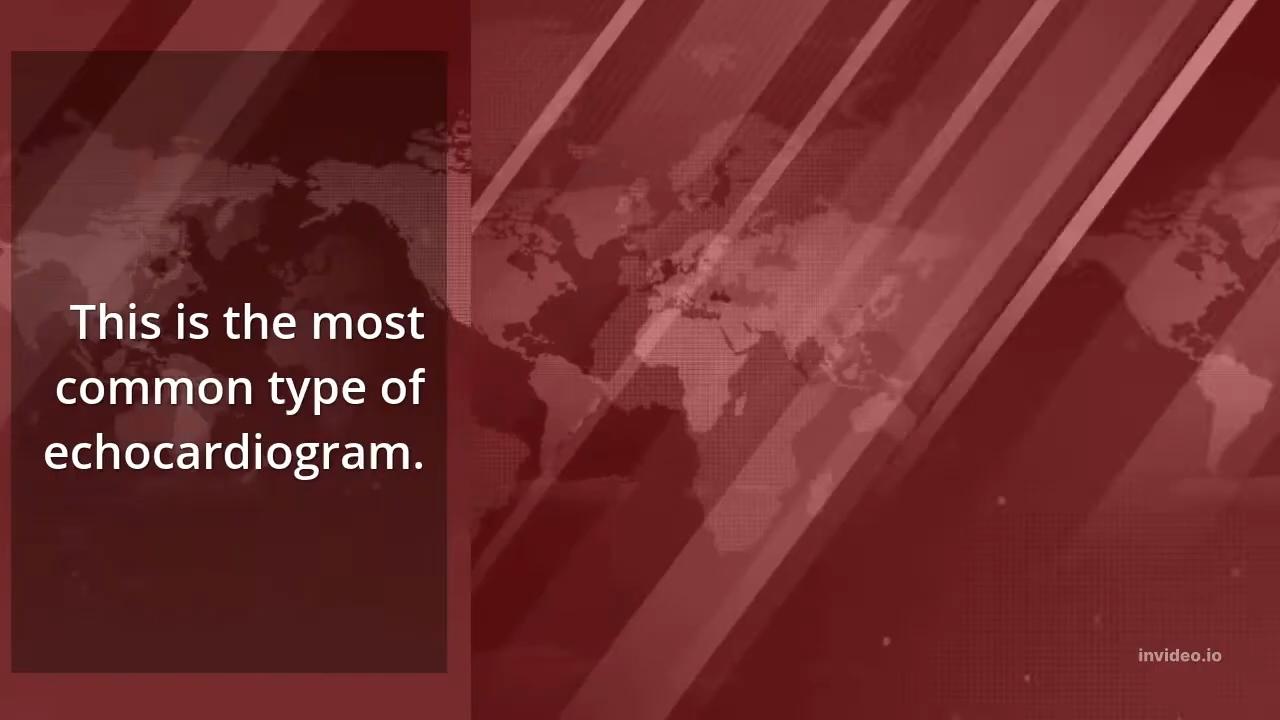 This is the most
common type of
echocardiogram.
invideo.io